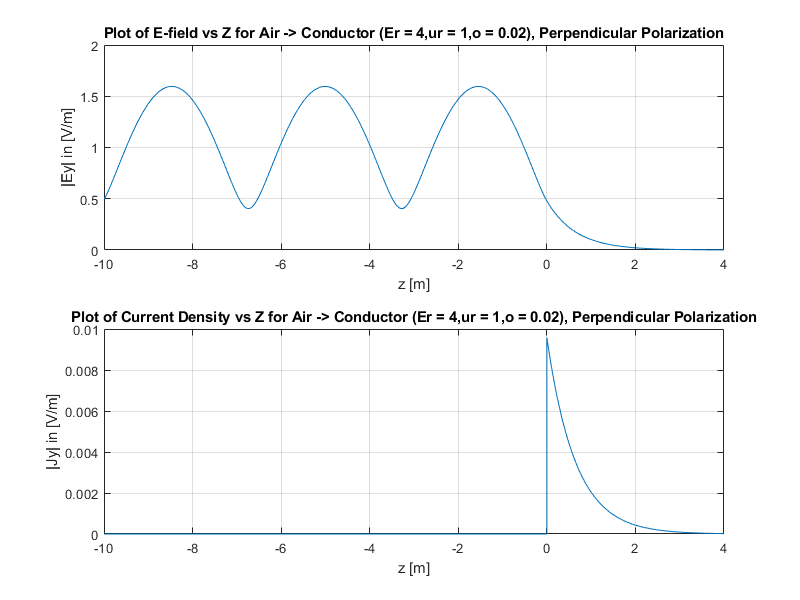 Plot of E-field vs Z for Air -> Conductor (Er = 4,ur = 1,o = 0.02), Perpendicular Polarization
2
1.5
1
0.5
0
|Ey| in [V/m]
-10 -8 -6 -4 -2 0 2 4
z [m]
Plot of Current Density vs Z for Air -> Conductor (Er = 4,ur = 1,o = 0.02), Perpendicular Polarization
0.01
0.008
0.006
0.004
0.002
0
|Jy| in [V/m]
-10 -8 -6 -4 -2 0 2 4
z [m]